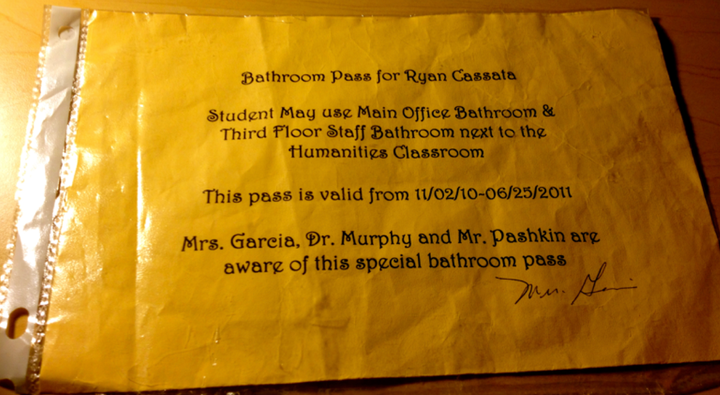 Bathroom Pass for Ryan Cassata
Student May use Main Office Bathroom &
Third Floor Staff Bathroom next to the
Humanities Classroom
This pass is valid from 11/02/10-06/25/2011
Mrs. Garcia, Dr. Murphy and Mr. Pashkin are
aware of this special bathroom pass